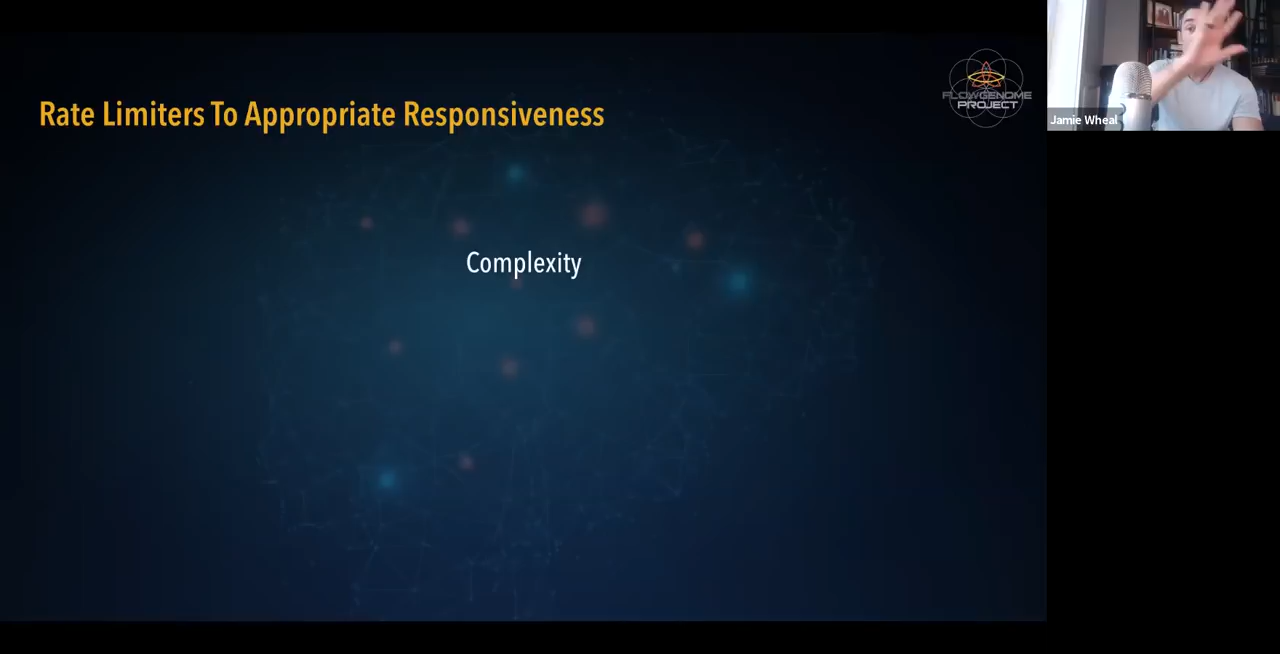 Rate Limiters To Appropriate Responsiveness
FLOWGENOME
PROJECT
Jamie Wheal
Complexity